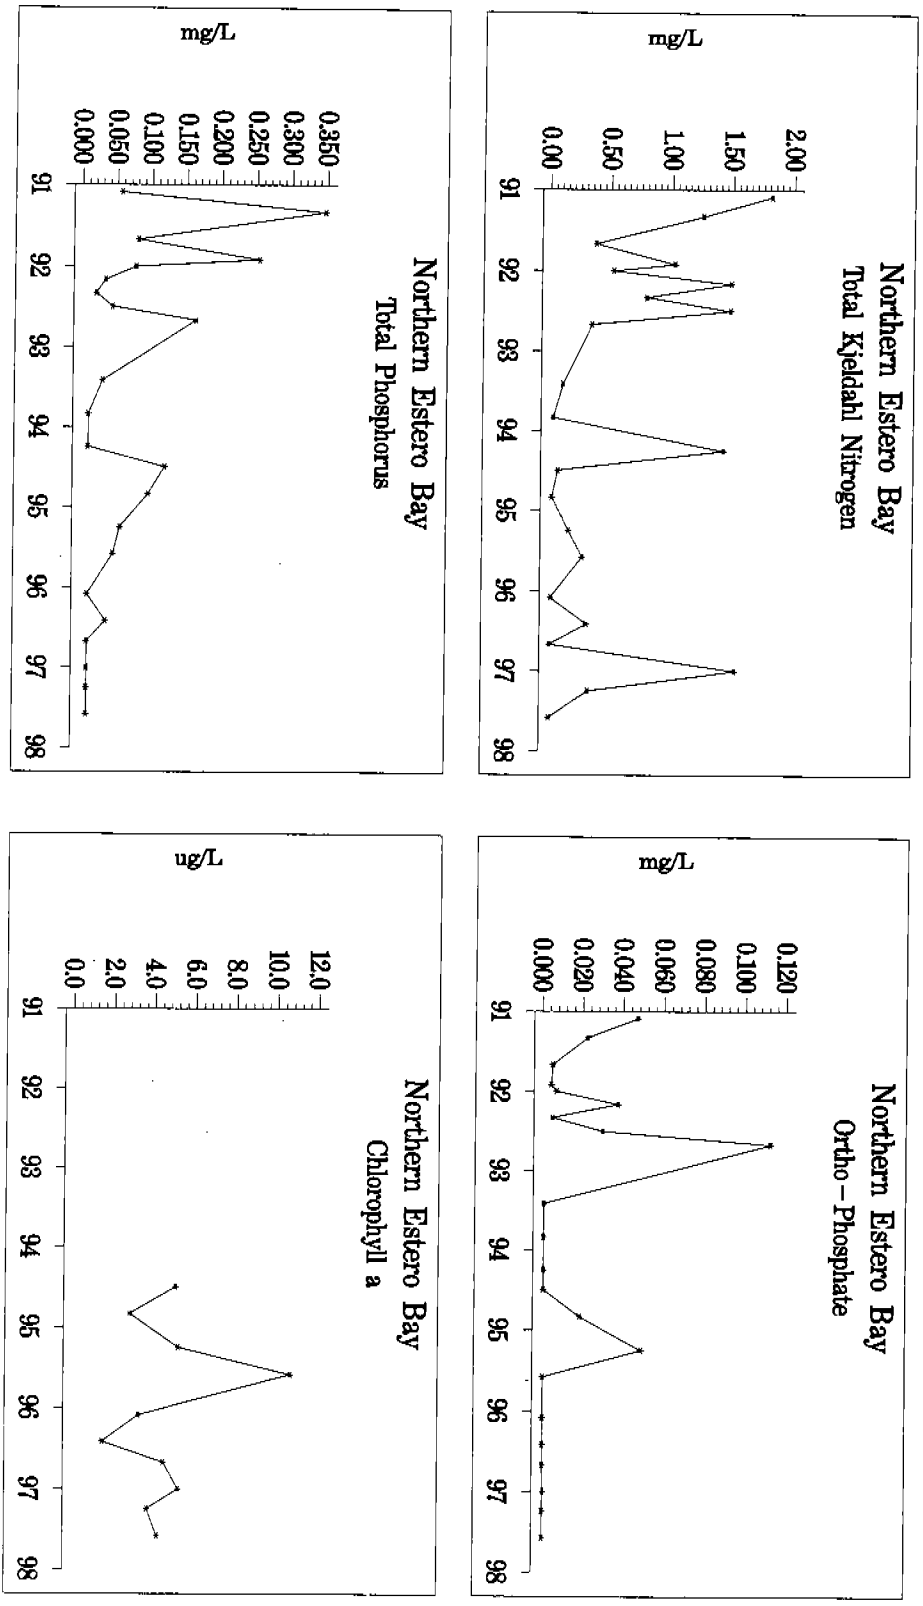 Northern Estero Bay
Total Kjeldahl Nitrogen
mg/L
2.00
1.50
1.00
0.50
0.00
91 92 93 94 95 96 97 98
Northern Estero Bay
Ortho-Phosphate
mg/L
0.120
0.100
0.080
0.060
0.040
0.020
0.000
91 92 93 94 95 96 97 98
Northern Estero Bay
Total Phosphorus
mg/L
0.350
0.300
0.250
0.200
0.150
0.100
0.050
0.000
91 92 93 94 95 96 97 98
Northern Estero Bay
Chlorophyll a
ug/L
12.0
10.0
8.0
6.0
4.0
2.0
0.0
91 92 93 94 95 96 97 98